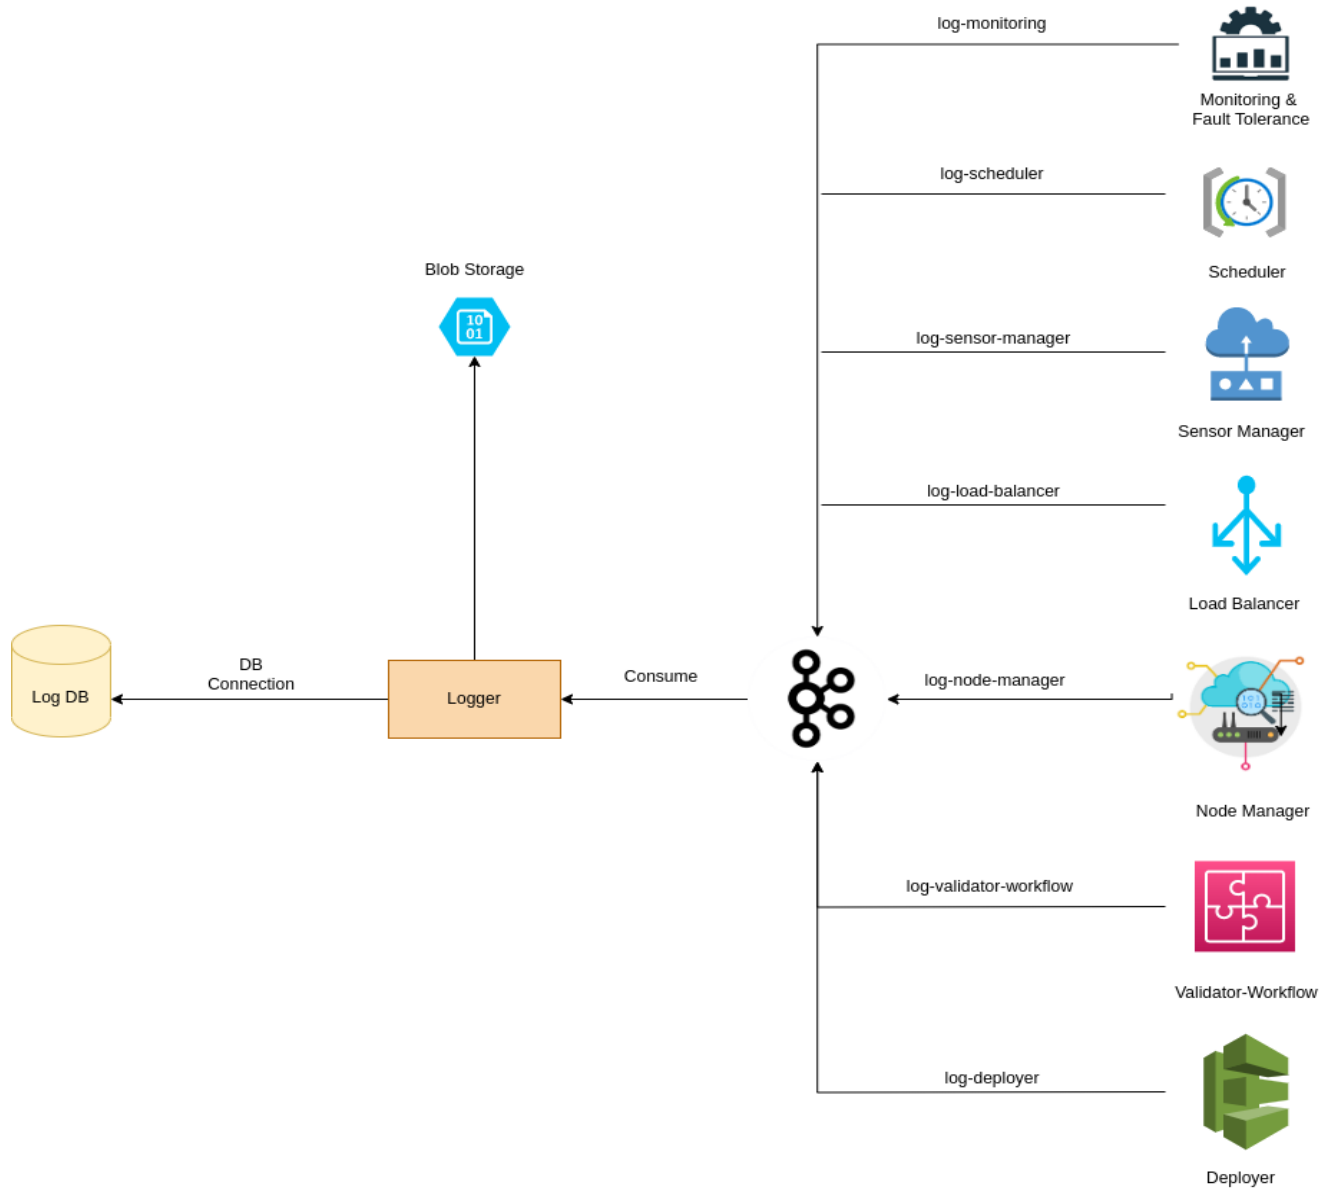 log-monitoring
Monitoring &
Fault Tolerance
log-scheduler
Scheduler
Blob Storage
10
01
log-sensor-manager
Sensor Manager
log-load-balancer
Load Balancer
DB
Connection
Log DB
Logger
Consume
log-node-manager
101
010
Node Manager
log-validator-workflow
Validator-Workflow
log-deployer
Deployer